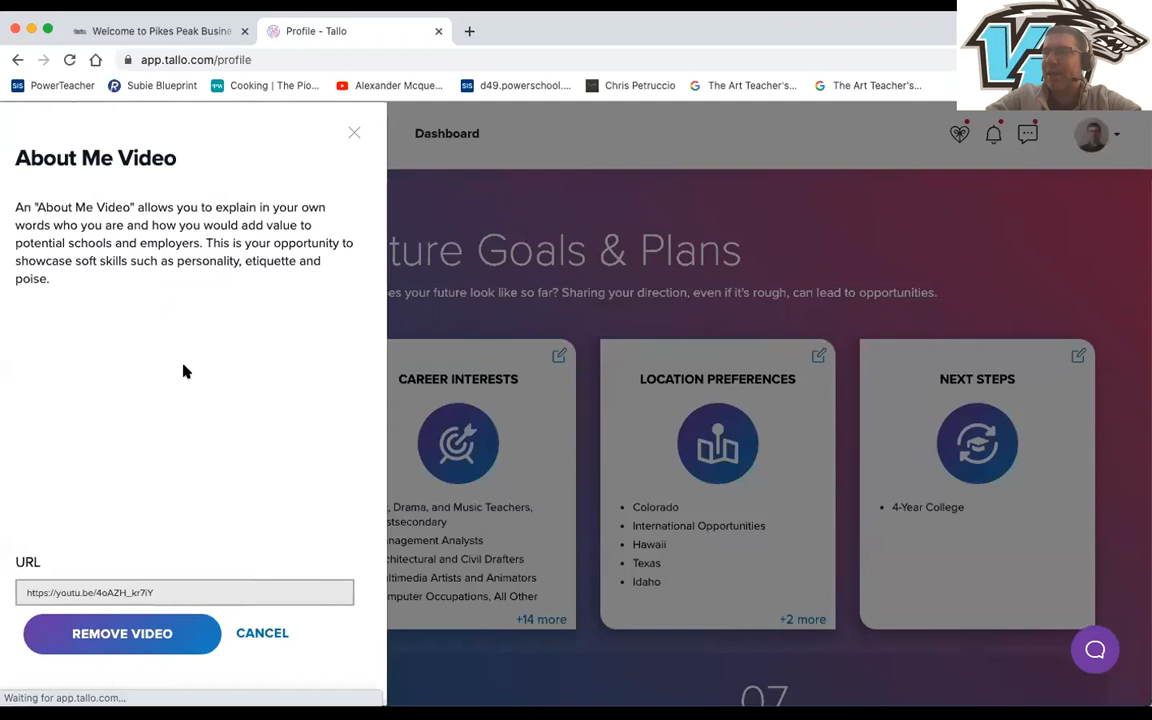 Welcome to Pikes Peak Busine
Profile - Tallo
app.tallo.com/profile
PowerTeacher
Subie Blueprint
Cooking | The Pio...
Alexander Mcque...
d49.powerschool....
Chris Petruccio
The Art Teacher's...
The Art Teacher's...
Dashboard
About Me Video
An "About Me Video" allows you to explain in your own
words who you are and how you would add value to
potential schools and employers. This is your opportunity to
showcase soft skills such as personality, etiquette and
poise.
URL
https://youtu.be/4oAZH_kr7iY
REMOVE VIDEO
CANCEL
Waiting for app.tallo.com...
ture Goals & Plans
es your future look like so far? Sharing your direction, even if it's rough, can lead to opportunities.
CAREER INTERESTS
, Drama, and Music Teachers,
stsecondary
nagement Analysts
chitectural and Civil Drafters
ltimedia Artists and Animators
mputer Occupations, All Other
+14 more
LOCATION PREFERENCES
Colorado
International Opportunities
Hawaii
Texas
Idaho
+2 more
NEXT STEPS
4-Year College
07